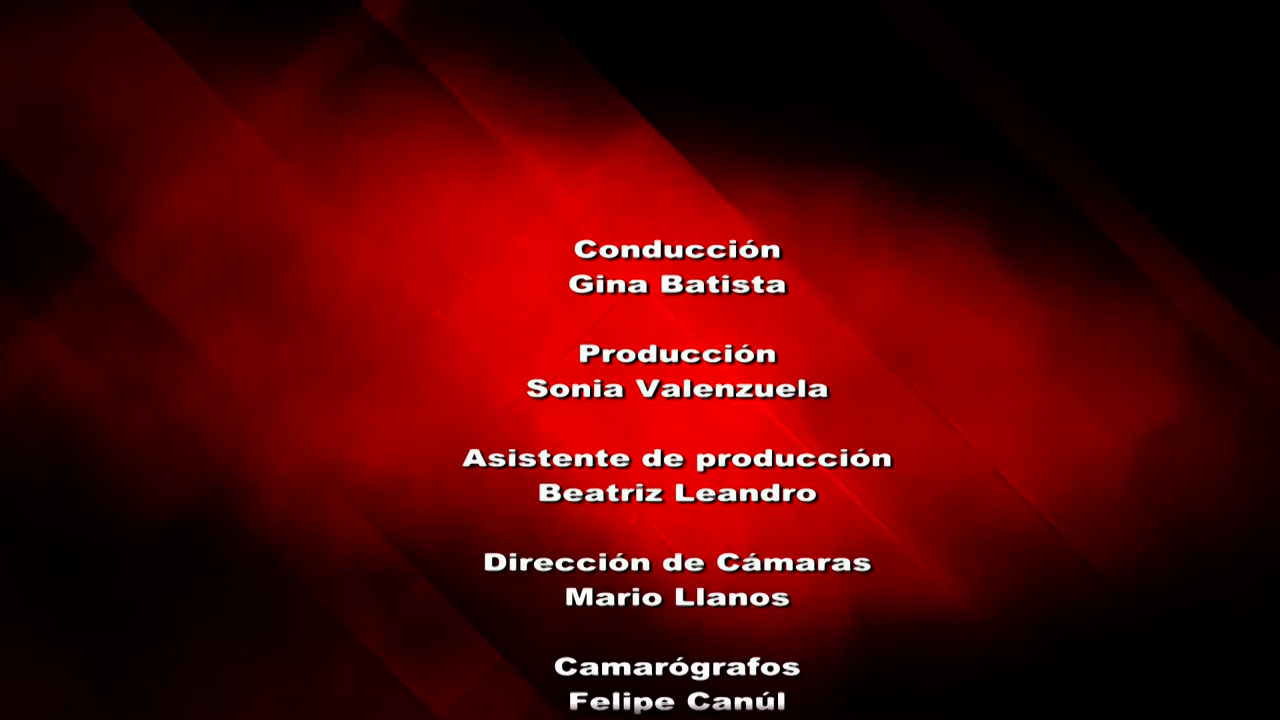 Conducción
Gina Batista
Producción
Sonia Valenzuela
Asistente de producción
Beatriz Leandro
Dirección de Cámaras
Mario Llanos
Camarógrafos
Felipe Canúl